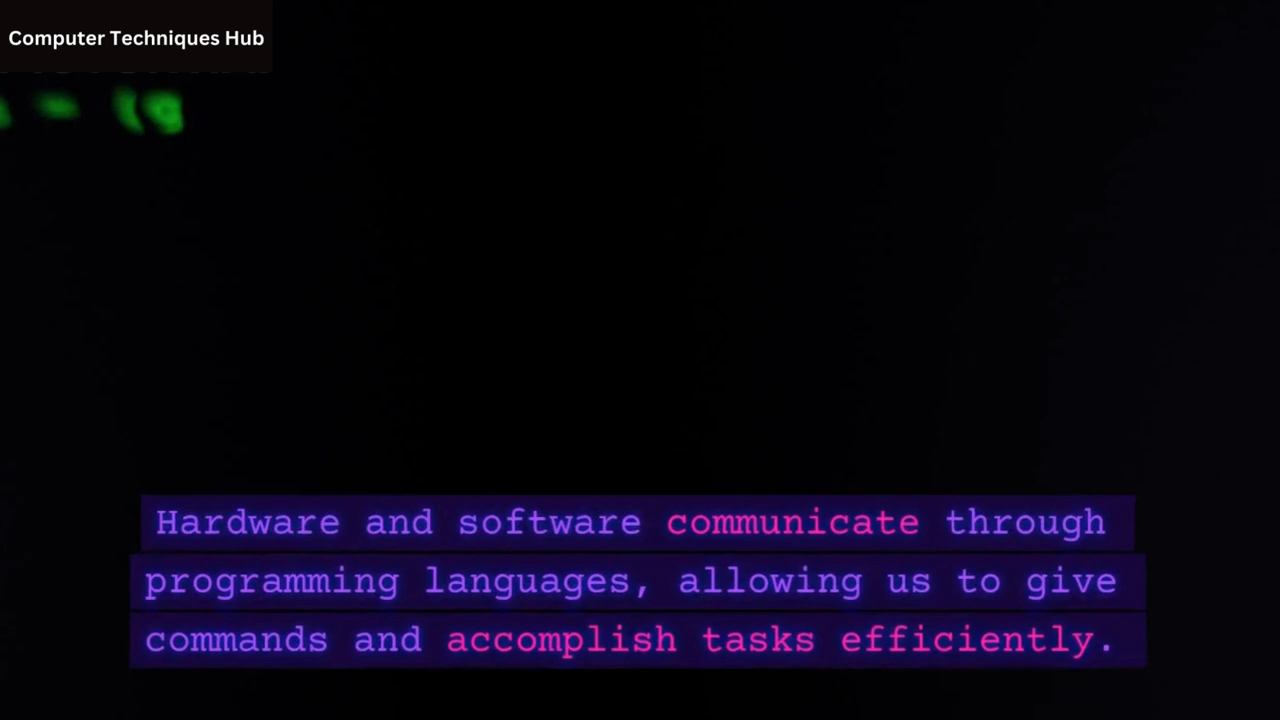 Computer Techniques Hub
Hardware and software communicate through
programming languages, allowing us to give
commands and accomplish tasks efficiently.